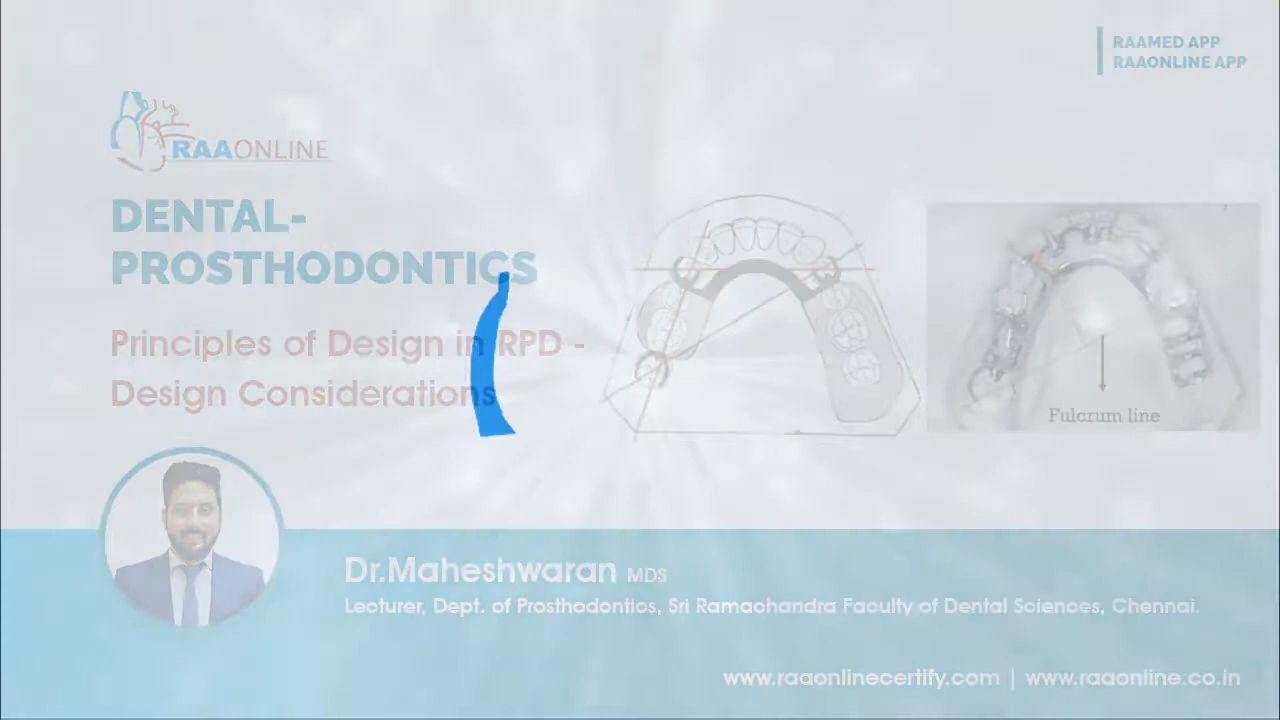 RAAMED APP
RAAONLINE APP
RAAONLINE
DENTAL-
PROSTHODONTICS
Principles of Design in RPD -
Design Considerations
Fulcrum line
Dr.Maheshwaran MDS
Lecturer, Dept. of Prosthodontics, Sri Ramachandra Faculty of Dental Sciences, Chennai.
www.raaonlinecertify.com | www.raaonline.co.in